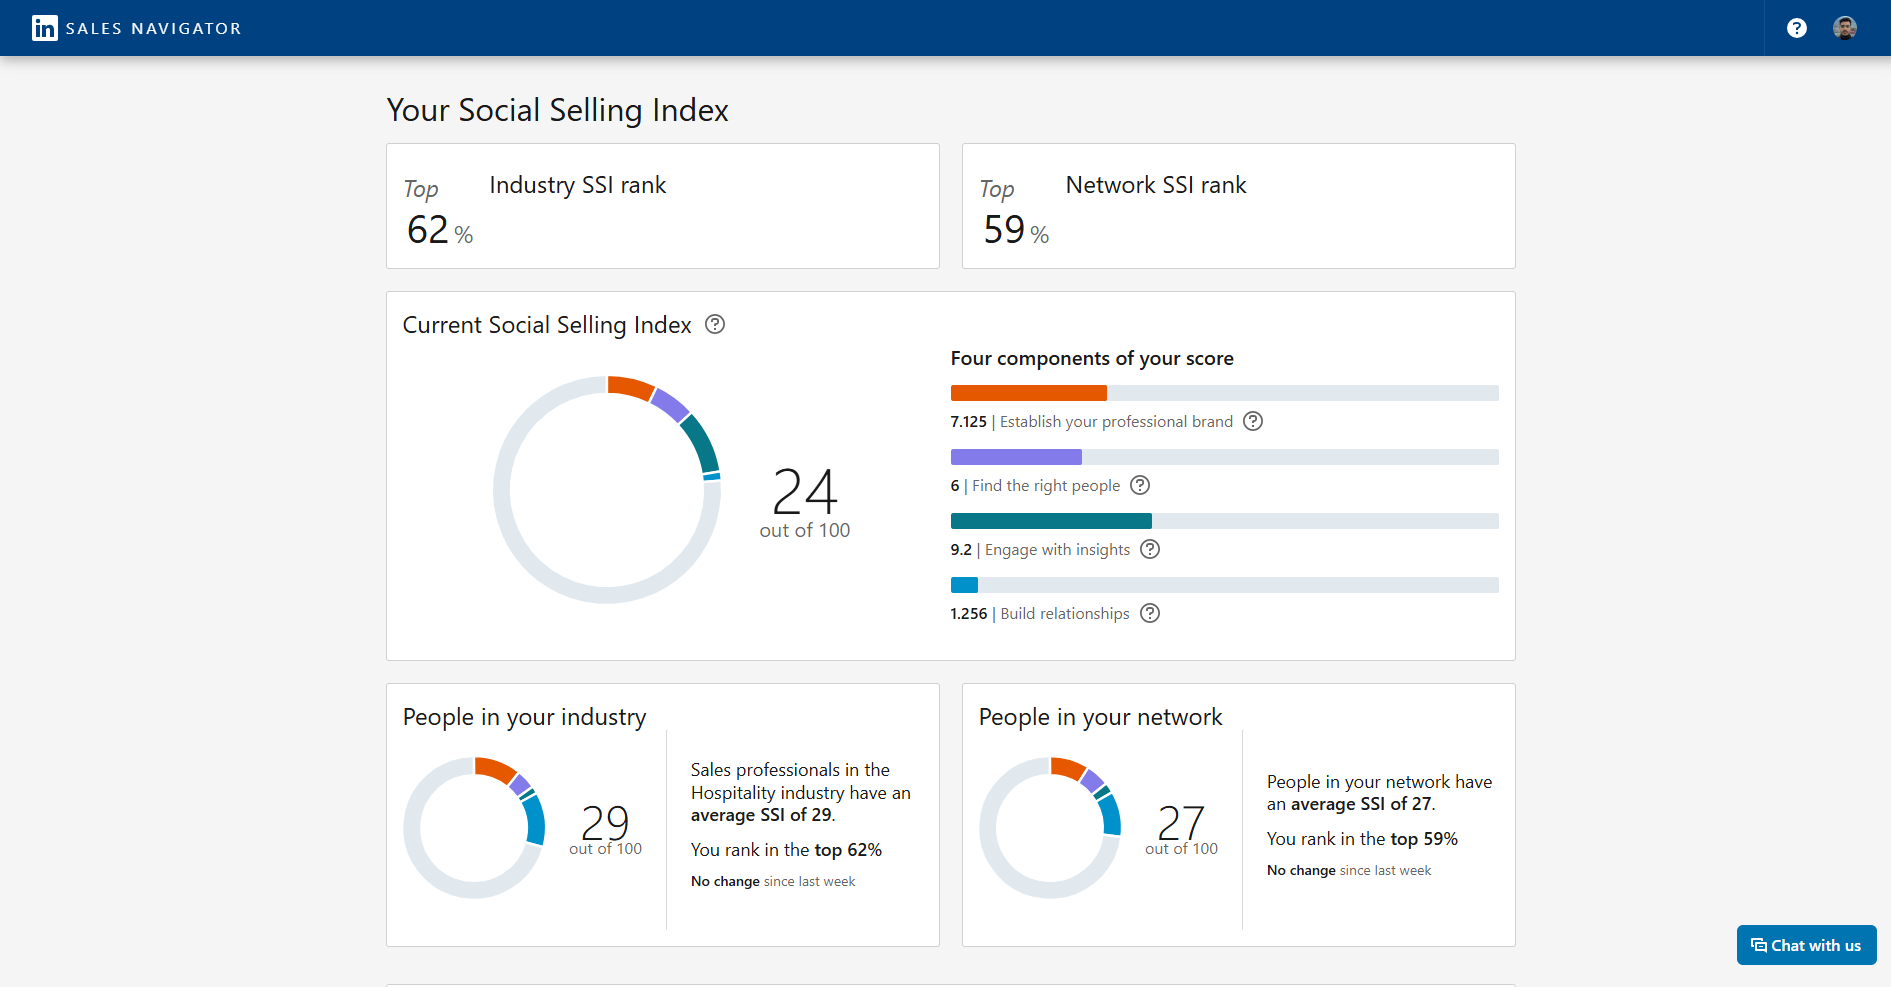 in SALES NAVIGATOR
?
Your Social Selling Index
Top
62 %
Industry SSI rank
Top
59 %
Network SSI rank
Current Social Selling Index ?
24
out of 100
Four components of your score
7.125 | Establish your professional brand ?
6 | Find the right people ?
9.2 | Engage with insights ?
1.256 | Build relationships ?
People in your industry
29
out of 100
Sales professionals in the
Hospitality industry have an
average SSI of 29.
You rank in the top 62%
No change since last week
People in your network
27
out of 100
People in your network have
an average SSI of 27.
You rank in the top 59%
No change since last week
Chat with us